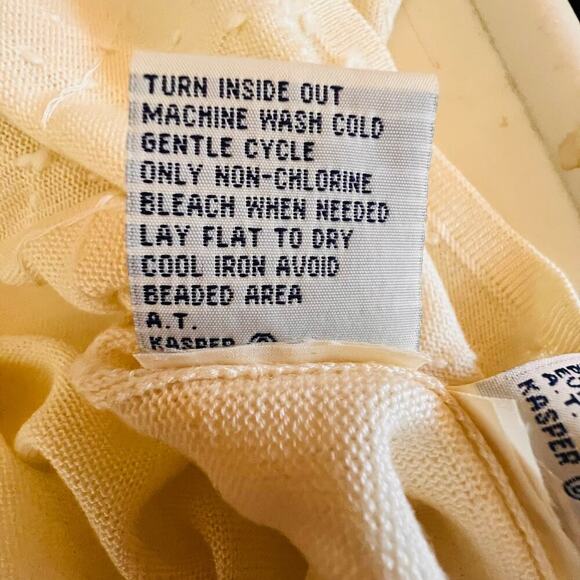 TURN INSIDE OUT
MACHINE WASH COLD
GENTLE CYCLE
ONLY NON-CHLORINE
BLEACH WHEN NEEDED
LAY FLAT TO DRY
COOL IRON AVOID
BEADED AREA
A.T.
KASPER ®
KASPER